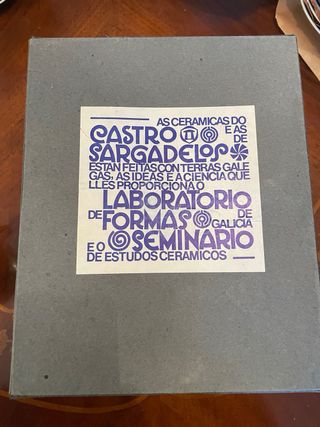 AS CERAMICAS DO
CASTRO E AS DE
SARGADELOS
ESTAN FEITAS CON TERRAS GALE
GAS; AS IDEAS E A CIENCIA QUE
LLES PROPORCIONA O
LABORATORIO
DE FORMAS DE GALICIA
E O SEMINARIO
DE ESTUDOS CERAMICOS